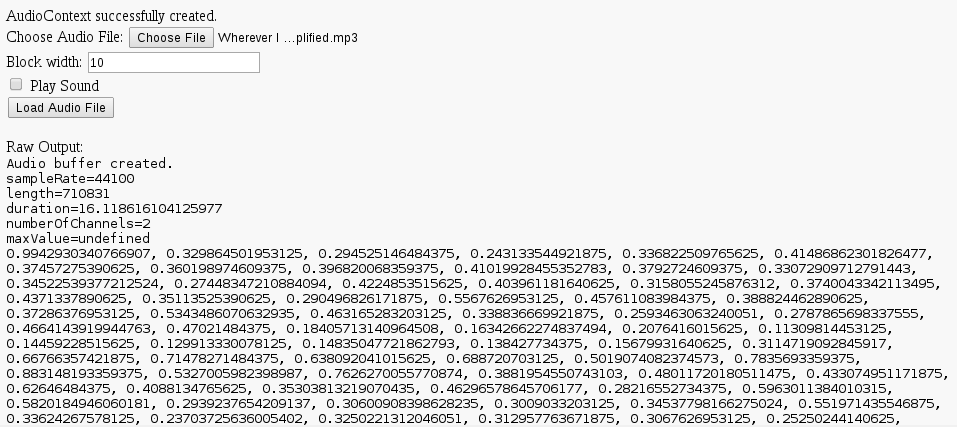 AudioContext successfully created.
Choose Audio File: Choose File Wherever I ...plified.mp3
Block width: 10
Play Sound
Load Audio File
Raw Output:
Audio buffer created.
sampleRate=44100
length=710831
duration=16.118616104125977
numberOfChannels=2
maxValue=undefined
0.9942930340766907, 0.329864501953125, 0.294525146484375, 0.243133544921875, 0.336822509765625, 0.41486862301826477,
0.374572753390625, 0.360198974609375, 0.396820068359375, 0.41019928455352783, 0.3792724609375, 0.33072909712791443,
0.34522539377212524, 0.27448347210884094, 0.4224853515625, 0.403961181640625, 0.3158055245876312, 0.3740043342113495,
0.4371337890625, 0.35113525390625, 0.290496826171875, 0.5567626953125, 0.457611083984375, 0.388824462890625,
0.37286376953125, 0.5343486070632935, 0.463165283203125, 0.338836669921875, 0.2593463063240051, 0.2787865698337555,
0.4664143919944763, 0.47021484375, 0.18405713140964508, 0.16342662274837494, 0.2076416015625, 0.11309814453125,
0.14459228515625, 0.129913330078125, 0.14835047721862793, 0.138427734375, 0.15679931640625, 0.3114719092845917,
0.66766357421875, 0.71478271484375, 0.638092041015625, 0.688720703125, 0.5019074082374573, 0.7835693359375,
0.883148193359375, 0.5327005982398987, 0.7626270055770874, 0.3881954550743103, 0.48011720180511475, 0.433074951171875,
0.62646484375, 0.4088134765625, 0.35303813219070435, 0.46296578645706177, 0.28216552734375, 0.5963011384010315,
0.5820184946060181, 0.2939237654209137, 0.30600908398628235, 0.3009033203125, 0.34537798166275024, 0.551971435546875,
0.33624267578125, 0.23703725636005402, 0.3250221312046051, 0.312957763671875, 0.3067626953125, 0.25250244140625,